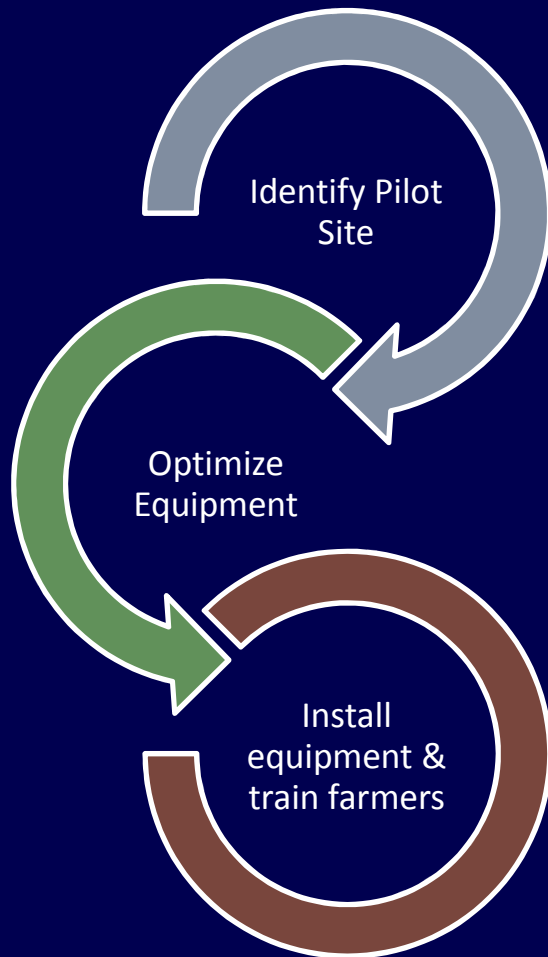 Identify Pilot
Site
Optimize
Equipment
Install
equipment &
train farmers